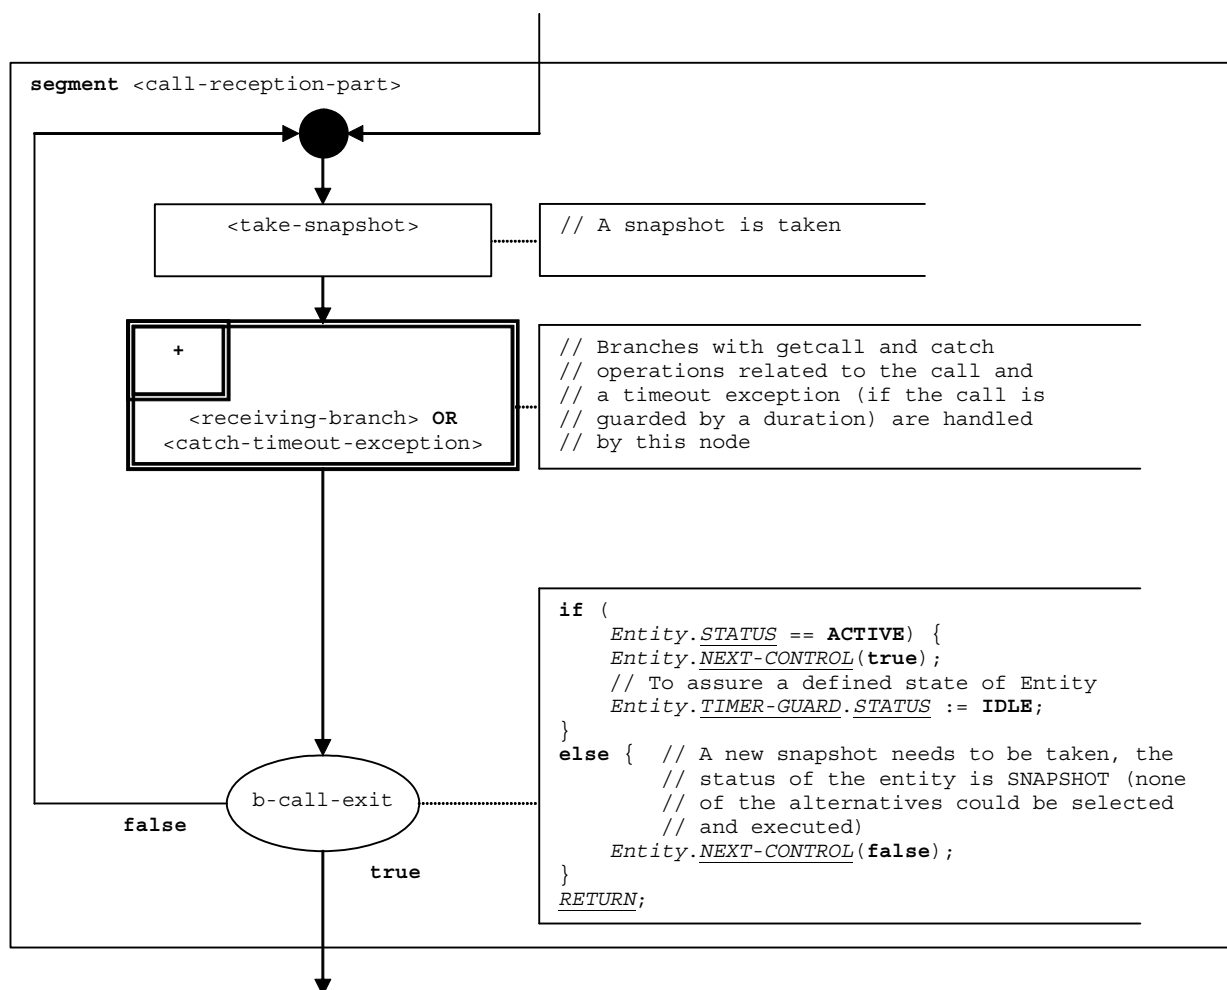 segment <call-reception-part>
<take-snapshot>
// A snapshot is taken
+
<receiving-branch> OR
<catch-timeout-exception>
// Branches with getcall and catch
// operations related to the call and
// a timeout exception (if the call is
// guarded by a duration) are handled
// by this node
if (
Entity.STATUS == ACTIVE) {
Entity.NEXT-CONTROL(true);
// To assure a defined state of Entity
Entity.TIMER-GUARD.STATUS := IDLE;
}
else { // A new snapshot needs to be taken, the
// status of the entity is SNAPSHOT (none
// of the alternatives could be selected
// and executed)
Entity.NEXT-CONTROL(false);
}
RETURN;
b-call-exit
false
true